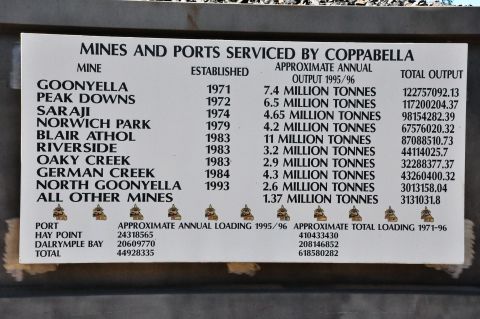 MINES AND PORTS SERVICED BY COPPABELLA
MINE ESTABLISHED APPROXIMATE ANNUAL OUTPUT 1995/96 TOTAL OUTPUT
GOONYELLA 1971 7.4 MILLION TONNES 122757092.13
PEAK DOWNS 1972 6.5 MILLION TONNES 117200204.37
SARAJI 1974 4.65 MILLION TONNES 98154282.39
NORWICH PARK 1979 4.2 MILLION TONNES 67576020.32
BLAIR ATHOL 1983 11 MILLION TONNES 87088510.73
RIVERSIDE 1983 3.2 MILLION TONNES 44114025.7
OAKY CREEK 1983 2.9 MILLION TONNES 32288377.37
GERMAN CREEK 1984 4.3 MILLION TONNES 43260400.32
NORTH GOONYELLA 1993 2.6 MILLION TONNES 3013158.04
ALL OTHER MINES 1.37 MILLION TONNES 3131031.8
PORT APPROXIMATE ANNUAL LOADING 1995/96 APPROXIMATE TOTAL LOADING 1971-96
HAY POINT 24318565 410433430
DALRYMPLE BAY 20609770 208146852
TOTAL 44928335 618580282